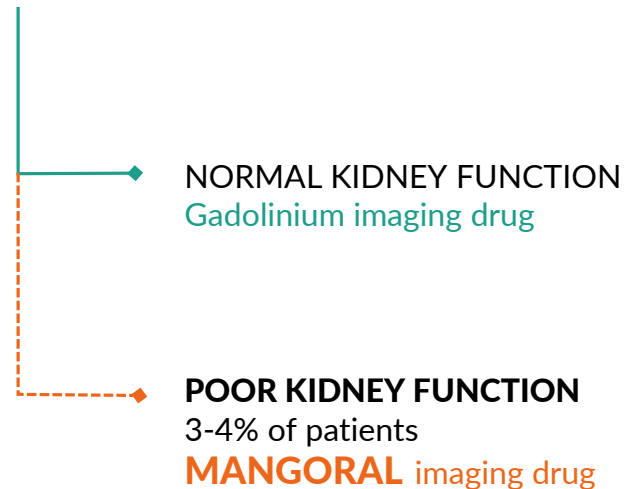 NORMAL KIDNEY FUNCTION
Gadolinium imaging drug
POOR KIDNEY FUNCTION
3-4% of patients
MANGORAL imaging drug